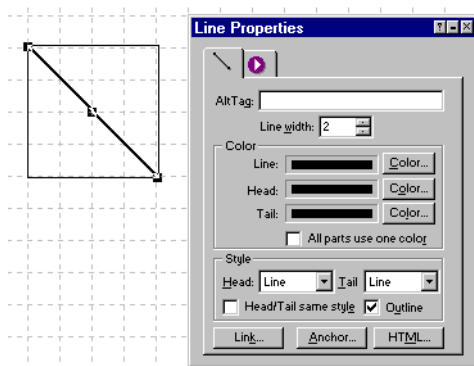 Line Properties
AltTag:
Line width: 2
Color
Line: Color...
Head: Color...
Tail: Color...
All parts use one color
Style
Head: Line Tail Line
Head/Tail same style Outline
Link... Anchor... HTML...